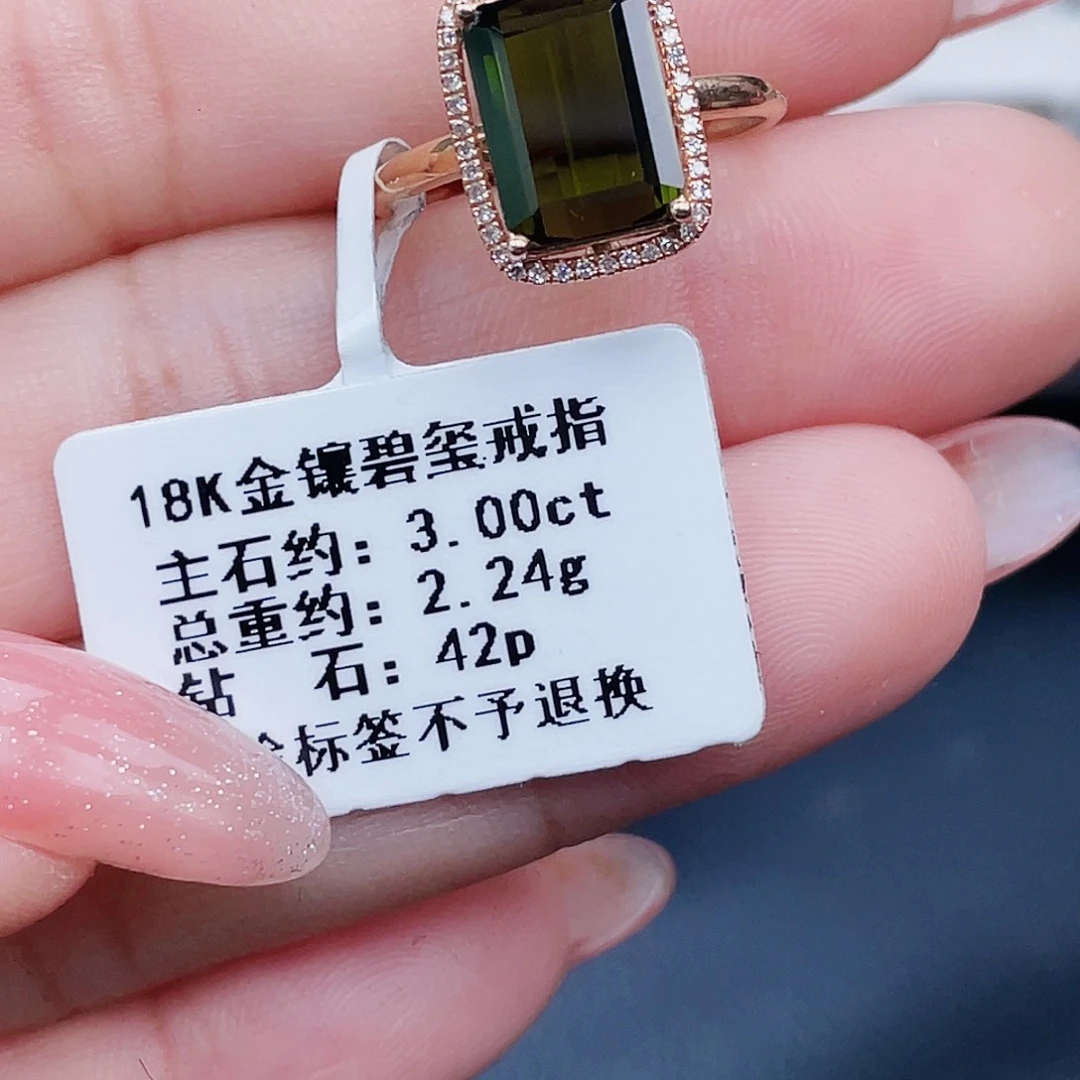 18K金镶碧玺戒指
主石约：3.00ct
总重约：2.24g
钻 石：42p
标签不予退换